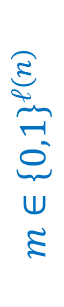 m ∈ {0,1}^ℓ(n)